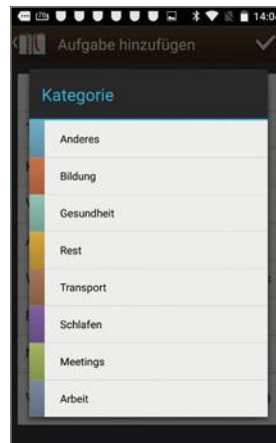 14:04
Aufgabe hinzufügen
Kategorie
Anderes
Bildung
Gesundheit
Rest
Transport
Schlafen
Meetings
Arbeit